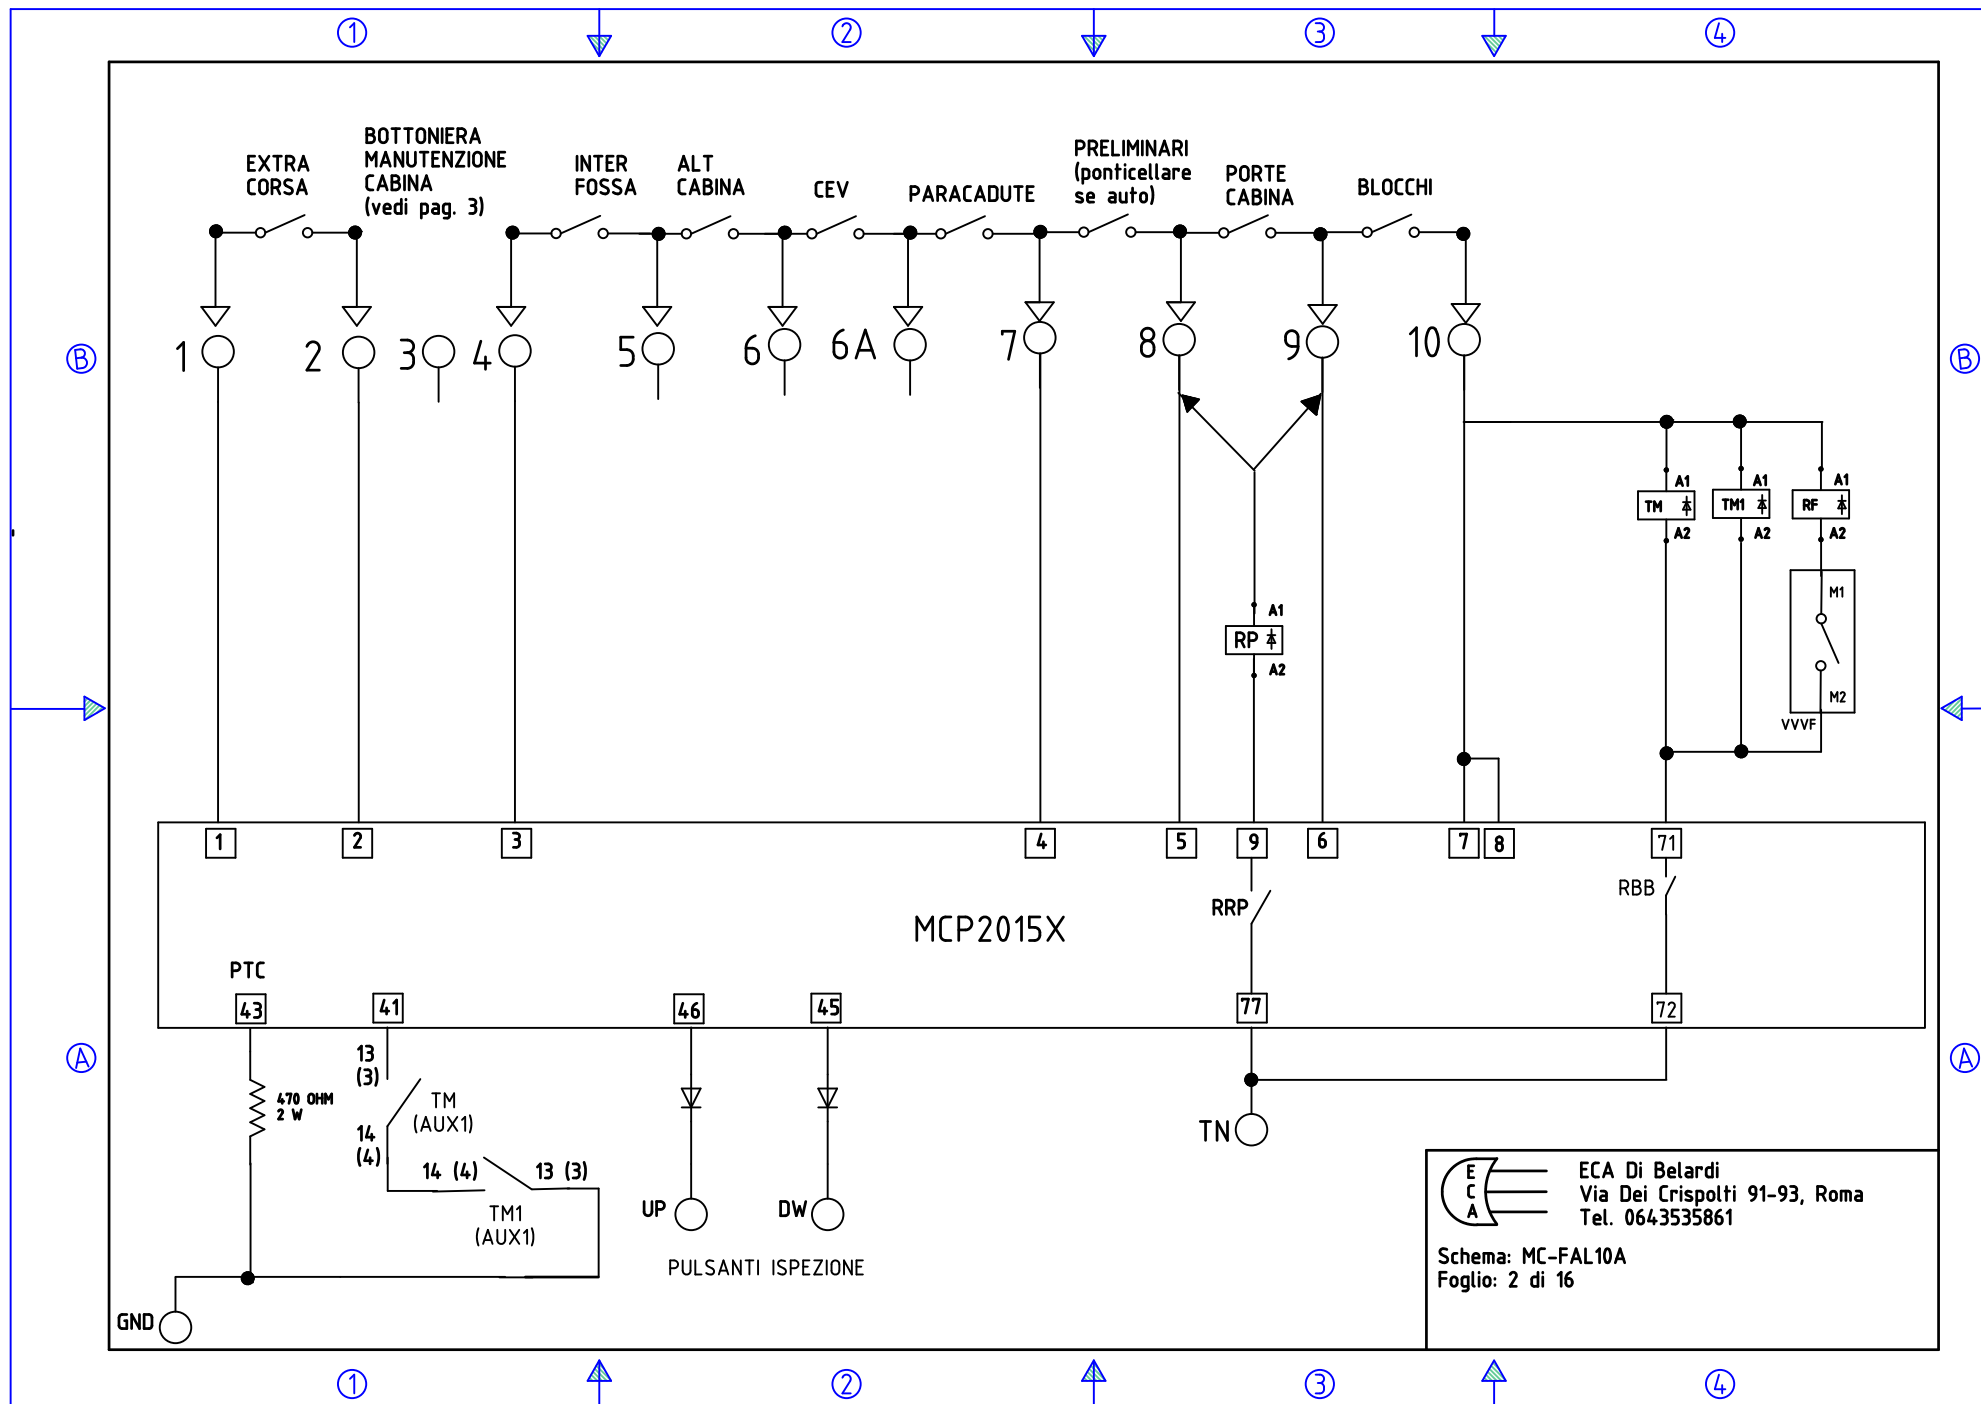 1
2
3
4
EXTRA
CORSA
BOTTONIERA
MANUTENZIONE
CABINA
(vedi pag. 3)
INTER
FOSSA
ALT
CABINA
CEV
PARACADUTE
PRELIMINARI
(ponticellare
se auto)
PORTE
CABINA
BLOCCHI
B
1
2
3
4
5
6
6A
7
8
9
10
B
A1
TM
A2
A1
TM1
A2
A1
RF
A2
M1
M2
VVVF
A1
RP
A2
1
2
3
4
5
9
6
7
8
71
RRP
RBB
MCP2015X
PTC
43
41
46
45
77
72
A
A
470 OHM
2 W
13
(3)
TM
(AUX1)
14
(4)
14 (4)
13 (3)
TM1
(AUX1)
UP
DW
PULSANTI ISPEZIONE
TN
GND
E
C
A
ECA Di Belardi
Via Dei Crispolti 91-93, Roma
Tel. 0643535861
Schema: MC-FAL10A
Foglio: 2 di 16
1
2
3
4